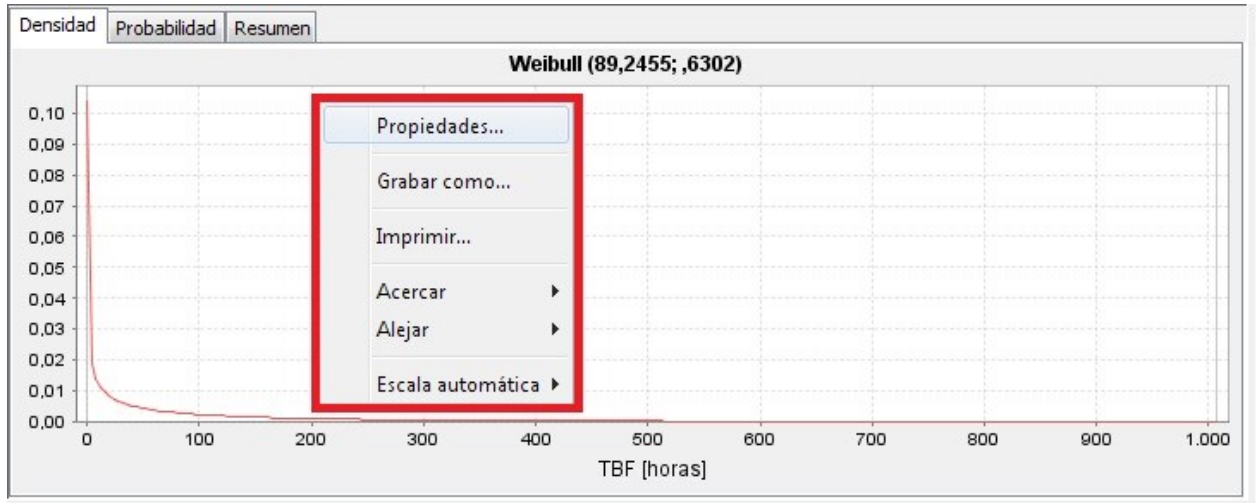 Densidad Probabilidad Resumen
Weibull (89,2455; ,6302)
0,10
0,09
0,08
0,07
0,06
0,05
0,04
0,03
0,02
0,01
0,00
Propiedades...
Grabar como...
Imprimir...
Acercar
Alejar
Escala automática
0 100 200 300 400 500 600 700 800 900 1.000
TBF [horas]